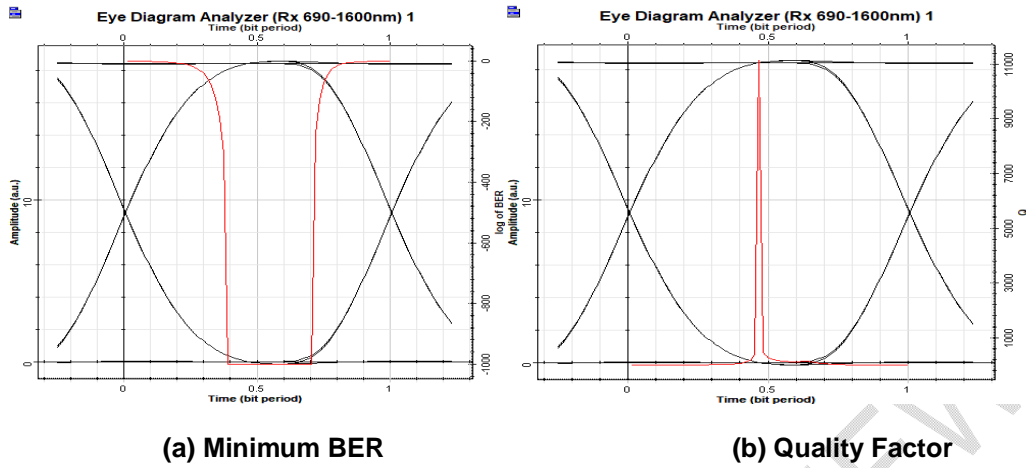 Eye Diagram Analyzer (Rx 690-1600nm) 1
Time (bit period)
0 0.5 1
Amplitude (a.u.)
0 10
log of BER
0 -200 -400 -600 -800 -1000
0 0.5 1
Time (bit period)
(a) Minimum BER
Eye Diagram Analyzer (Rx 690-1600nm) 1
Time (bit period)
0 0.5 1
Amplitude (a.u.)
0 10
Q
11000 9000 7000 5000 3000 1000
0 0.5 1
Time (bit period)
(b) Quality Factor